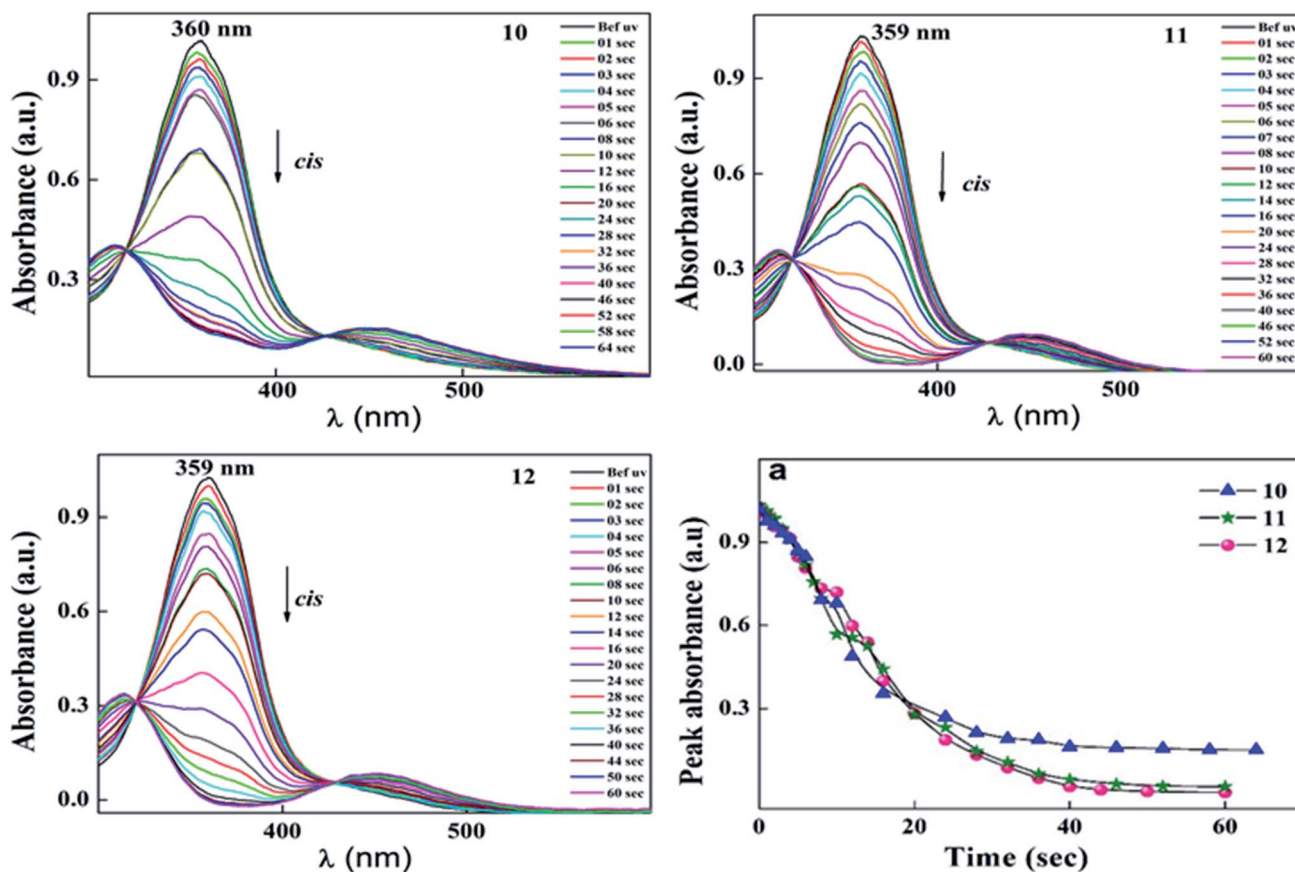 360 nm
10
Bef uv
01 sec
02 sec
03 sec
04 sec
05 sec
06 sec
08 sec
10 sec
12 sec
16 sec
20 sec
24 sec
28 sec
32 sec
36 sec
40 sec
46 sec
52 sec
58 sec
64 sec
cis
0.9
0.6
0.3
Absorbance (a.u.)
400
500
λ (nm)
359 nm
11
Bef uv
01 sec
02 sec
03 sec
04 sec
05 sec
06 sec
07 sec
08 sec
10 sec
12 sec
14 sec
16 sec
20 sec
24 sec
28 sec
32 sec
36 sec
40 sec
46 sec
52 sec
60 sec
cis
0.9
0.6
0.3
0.0
Absorbance (a.u.)
400
500
λ (nm)
359 nm
12
Bef uv
01 sec
02 sec
03 sec
04 sec
05 sec
06 sec
08 sec
10 sec
12 sec
14 sec
16 sec
20 sec
24 sec
28 sec
32 sec
36 sec
40 sec
44 sec
50 sec
60 sec
cis
0.9
0.6
0.3
0.0
Absorbance (a.u.)
400
500
λ (nm)
a
10
11
12
0.9
0.6
0.3
Peak absorbance (a.u)
0
20
40
60
Time (sec)